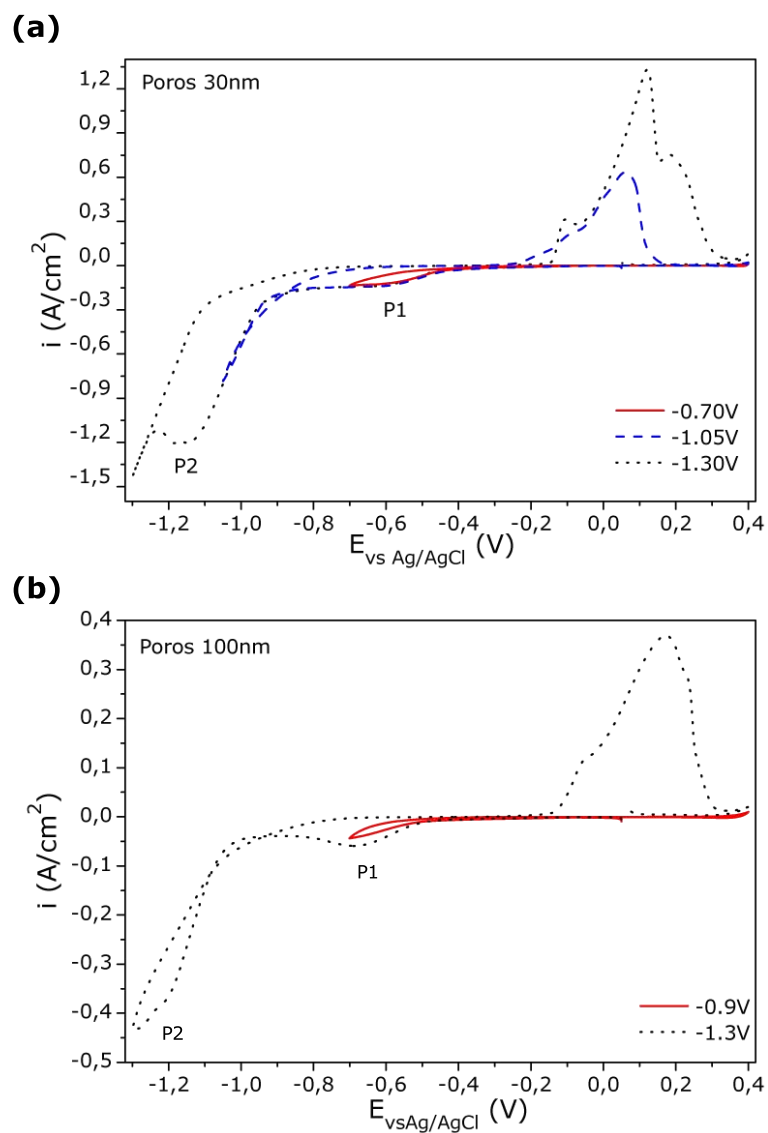 (a)
Poros 30nm
1,2
0,9
0,6
0,3
0,0
-0,3
-0,6
-0,9
-1,2
-1,5
i (A/cm2)
P1
P2
-0.70V
-1.05V
-1.30V
-1,2 -1,0 -0,8 -0,6 -0,4 -0,2 0,0 0,2 0,4
E vs Ag/AgCl (V)
(b)
Poros 100nm
0,4
0,3
0,2
0,1
0,0
-0,1
-0,2
-0,3
-0,4
-0,5
i (A/cm2)
P1
P2
-0.9V
-1.3V
-1,2 -1,0 -0,8 -0,6 -0,4 -0,2 0,0 0,2 0,4
E vsAg/AgCl (V)